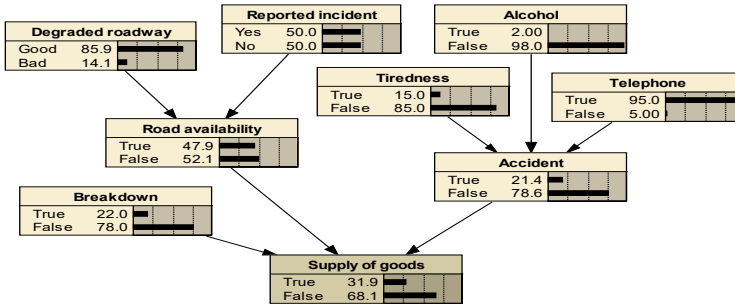 Degraded roadway
Good 85.9
Bad 14.1
Reported incident
Yes 50.0
No 50.0
Alcohol
True 2.00
False 98.0
Tiredness
True 15.0
False 85.0
Telephone
True 95.0
False 5.00
Road availability
True 47.9
False 52.1
Accident
True 21.4
False 78.6
Breakdown
True 22.0
False 78.0
Supply of goods
True 31.9
False 68.1